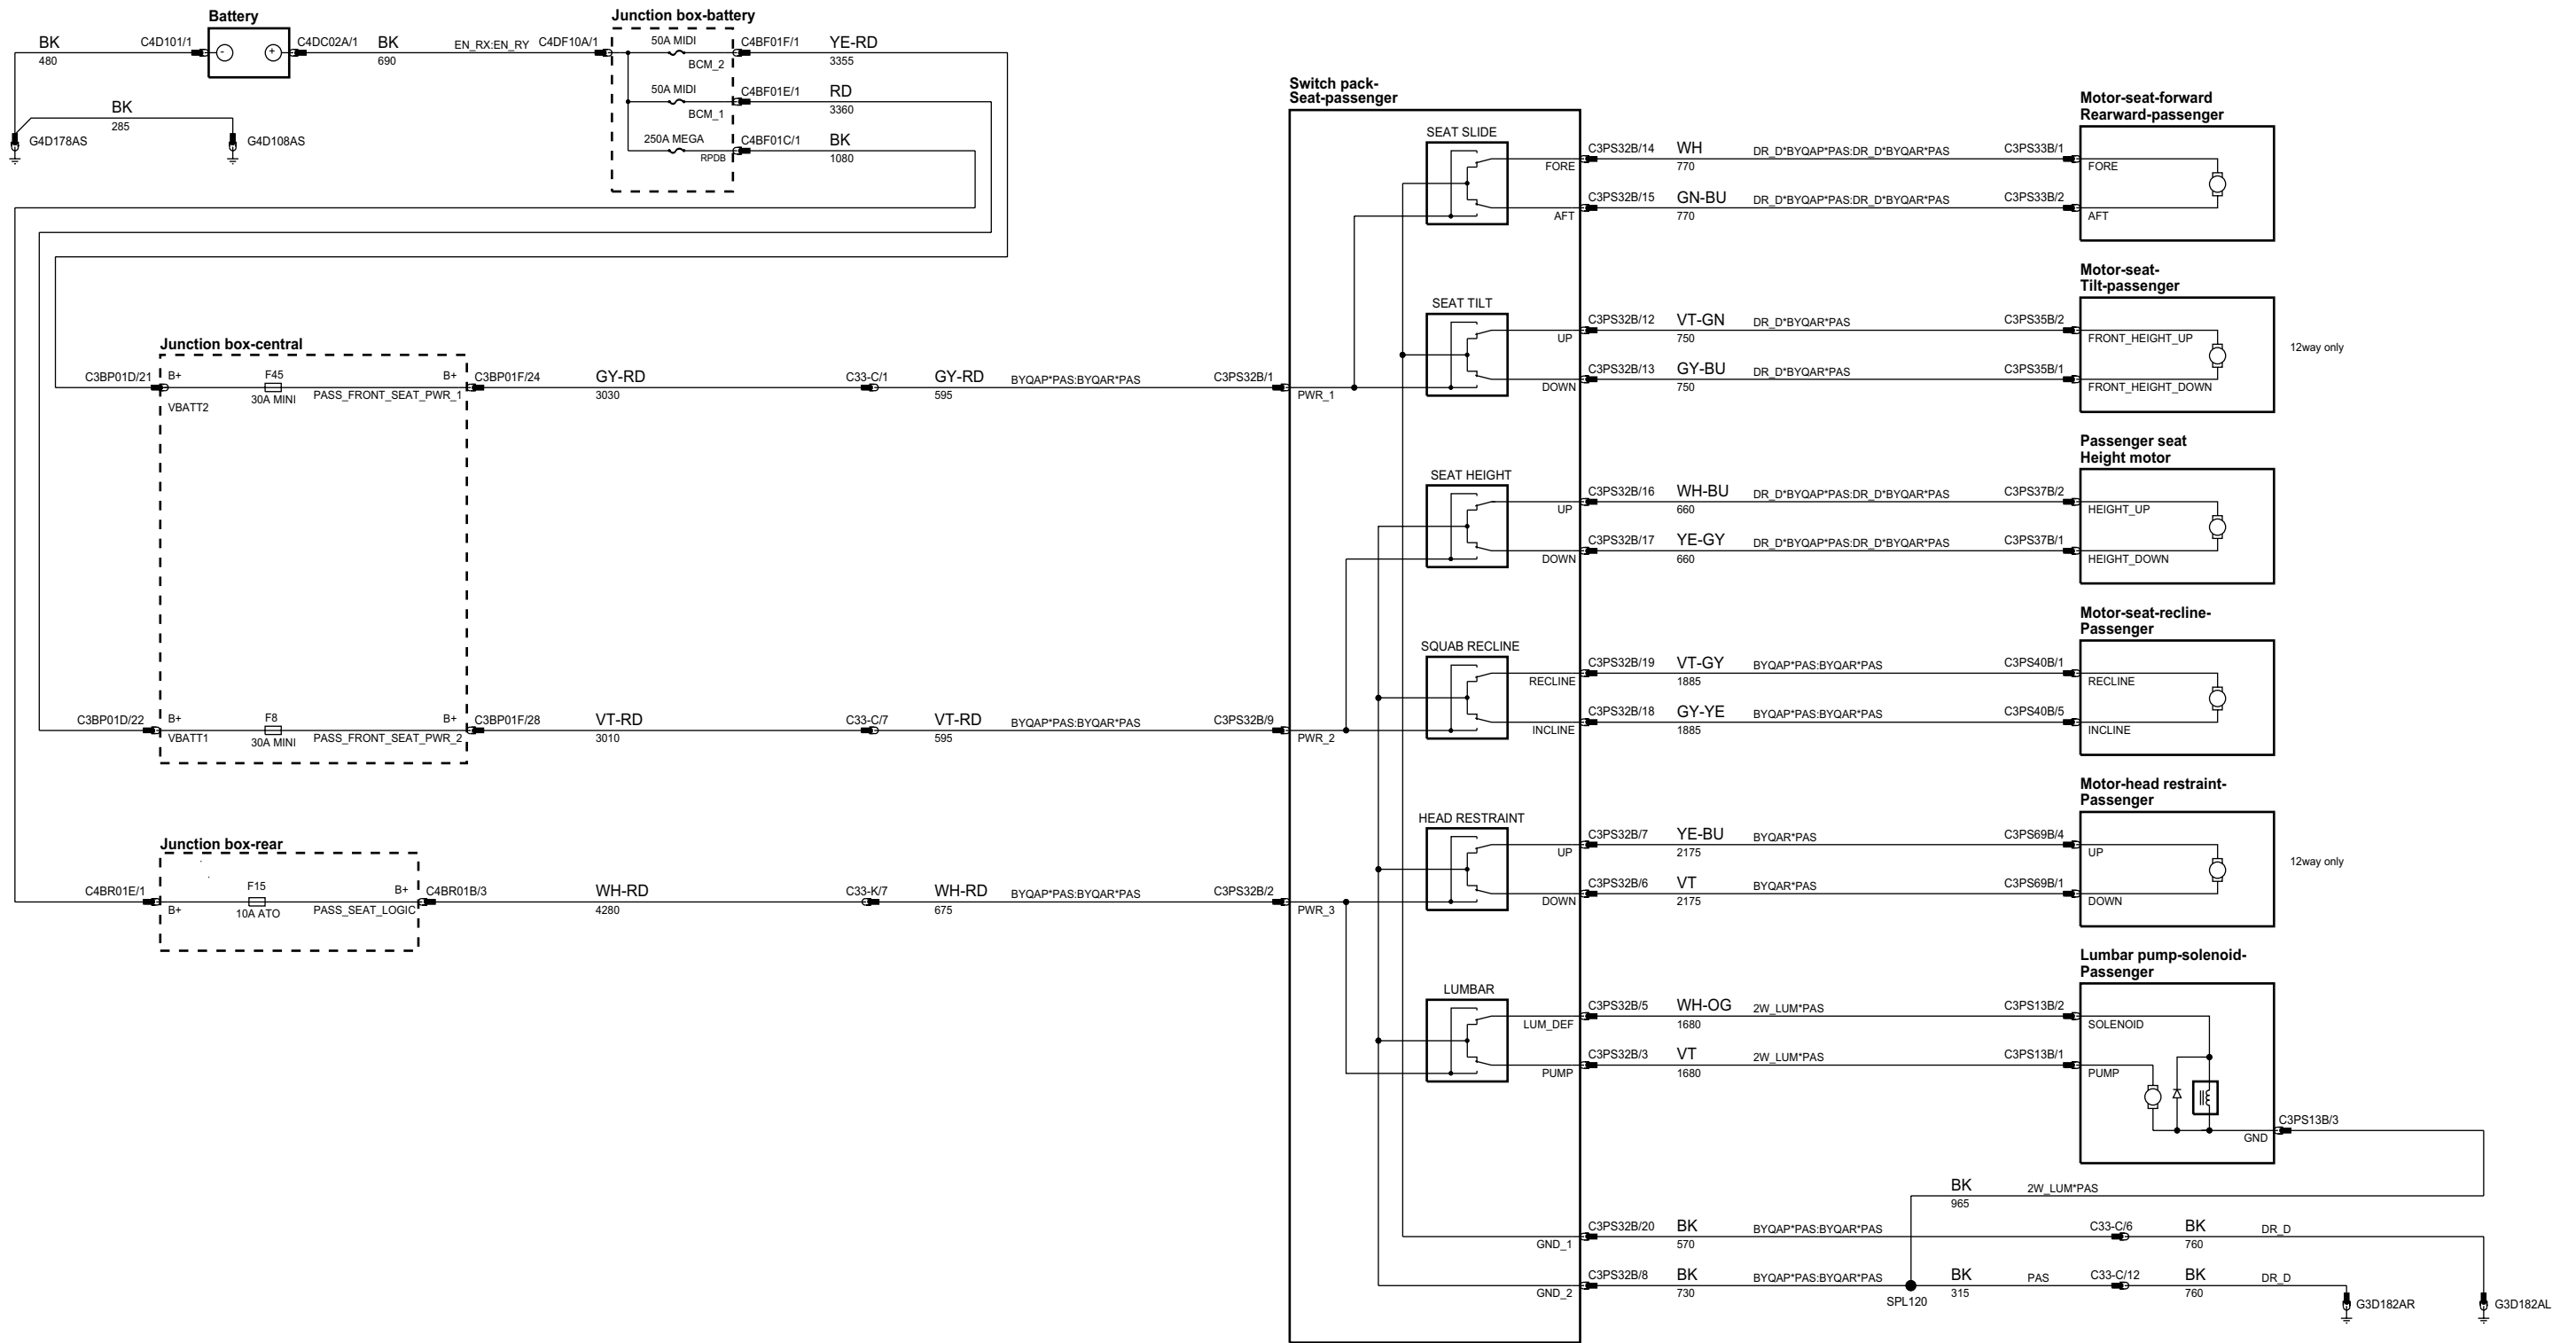 Battery
Junction box-battery
BK
480
C4D101/1
-
+
C4DC02A/1
BK
690
EN_RX:EN_RY
C4DF10A/1
50A MIDI
BCM_2
C4BF01F/1
YE-RD
3355
50A MIDI
BCM_1
C4BF01E/1
RD
3360
250A MEGA
RPDB
C4BF01C/1
BK
1080
BK
285
G4D178AS
G4D108AS
Junction box-central
C3BP01D/21
B+
VBATT2
F45
30A MINI
B+
PASS_FRONT_SEAT_PWR_1
C3BP01F/24
GY-RD
3030
C33-C/1
GY-RD
595
BYQAP*PAS:BYQAR*PAS
C3PS32B/1
PWR_1
C3BP01D/22
B+
VBATT1
F8
30A MINI
B+
PASS_FRONT_SEAT_PWR_2
C3BP01F/28
VT-RD
3010
C33-C/7
VT-RD
595
BYQAP*PAS:BYQAR*PAS
C3PS32B/9
PWR_2
Junction box-rear
C4BR01E/1
B+
F15
10A ATO
B+
PASS_SEAT_LOGIC
C4BR01B/3
WH-RD
4280
C33-K/7
WH-RD
675
BYQAP*PAS:BYQAR*PAS
C3PS32B/2
PWR_3
Switch pack-
Seat-passenger
SEAT SLIDE
FORE
C3PS32B/14
WH
770
DR_D*BYQAP*PAS:DR_D*BYQAR*PAS
C3PS33B/1
AFT
C3PS32B/15
GN-BU
770
DR_D*BYQAP*PAS:DR_D*BYQAR*PAS
C3PS33B/2
Motor-seat-forward
Rearward-passenger
FORE
AFT
SEAT TILT
UP
C3PS32B/12
VT-GN
750
DR_D*BYQAR*PAS
C3PS35B/2
DOWN
C3PS32B/13
GY-BU
750
DR_D*BYQAR*PAS
C3PS35B/1
Motor-seat-
Tilt-passenger
FRONT_HEIGHT_UP
FRONT_HEIGHT_DOWN
12way only
SEAT HEIGHT
UP
C3PS32B/16
WH-BU
660
DR_D*BYQAP*PAS:DR_D*BYQAR*PAS
C3PS37B/2
DOWN
C3PS32B/17
YE-GY
660
DR_D*BYQAP*PAS:DR_D*BYQAR*PAS
C3PS37B/1
Passenger seat
Height motor
HEIGHT_UP
HEIGHT_DOWN
SQUAB RECLINE
RECLINE
C3PS32B/19
VT-GY
1885
BYQAP*PAS:BYQAR*PAS
C3PS40B/1
INCLINE
C3PS32B/18
GY-YE
1885
BYQAP*PAS:BYQAR*PAS
C3PS40B/5
Motor-seat-recline-
Passenger
RECLINE
INCLINE
HEAD RESTRAINT
UP
C3PS32B/7
YE-BU
2175
BYQAR*PAS
C3PS69B/4
DOWN
C3PS32B/6
VT
2175
BYQAR*PAS
C3PS69B/1
Motor-head restraint-
Passenger
UP
DOWN
12way only
LUMBAR
LUM_DEF
C3PS32B/5
WH-OG
1680
2W_LUM*PAS
C3PS13B/2
PUMP
C3PS32B/3
VT
1680
2W_LUM*PAS
C3PS13B/1
Lumbar pump-solenoid-
Passenger
SOLENOID
PUMP
GND
C3PS13B/3
BK
965
2W_LUM*PAS
GND_1
C3PS32B/20
BK
570
BYQAP*PAS:BYQAR*PAS
C33-C/6
BK
760
DR_D
GND_2
C3PS32B/8
BK
730
BYQAP*PAS:BYQAR*PAS
SPL120
BK
315
PAS
C33-C/12
BK
760
DR_D
G3D182AR
G3D182AL